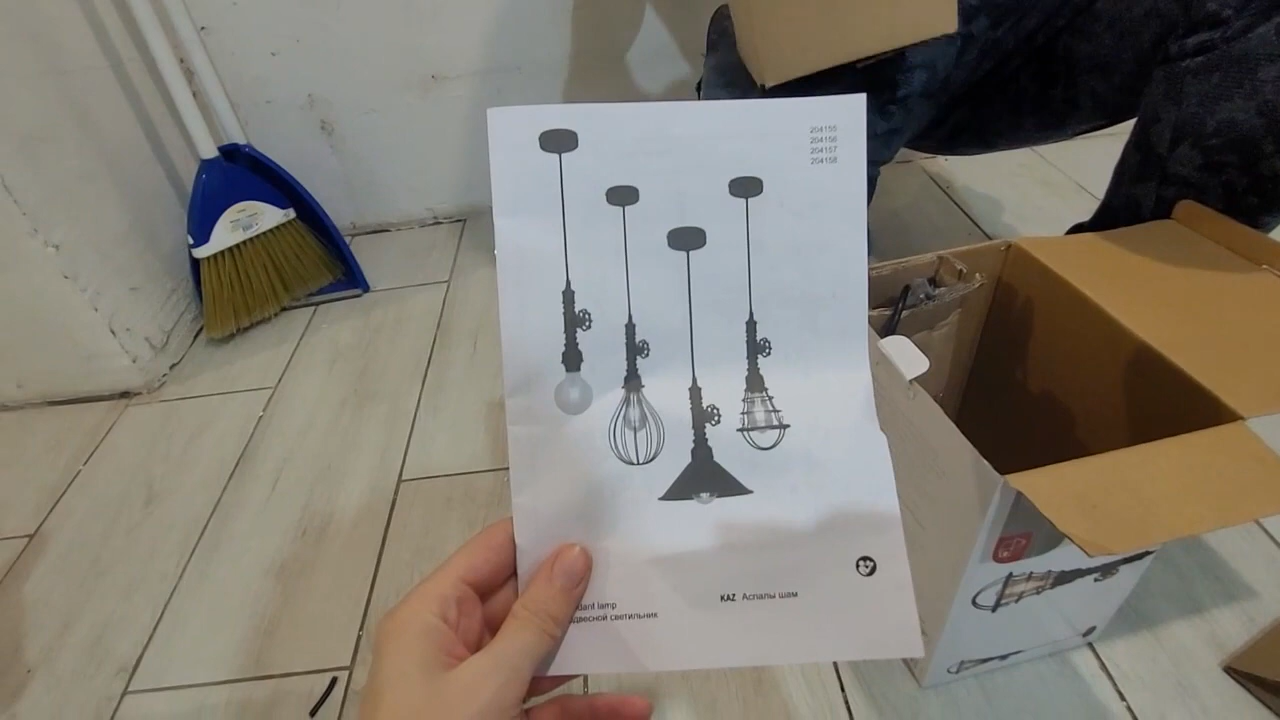 204155
204156
204157
204158
dant lamp
двесной светильник
KAZ Аспалы шам